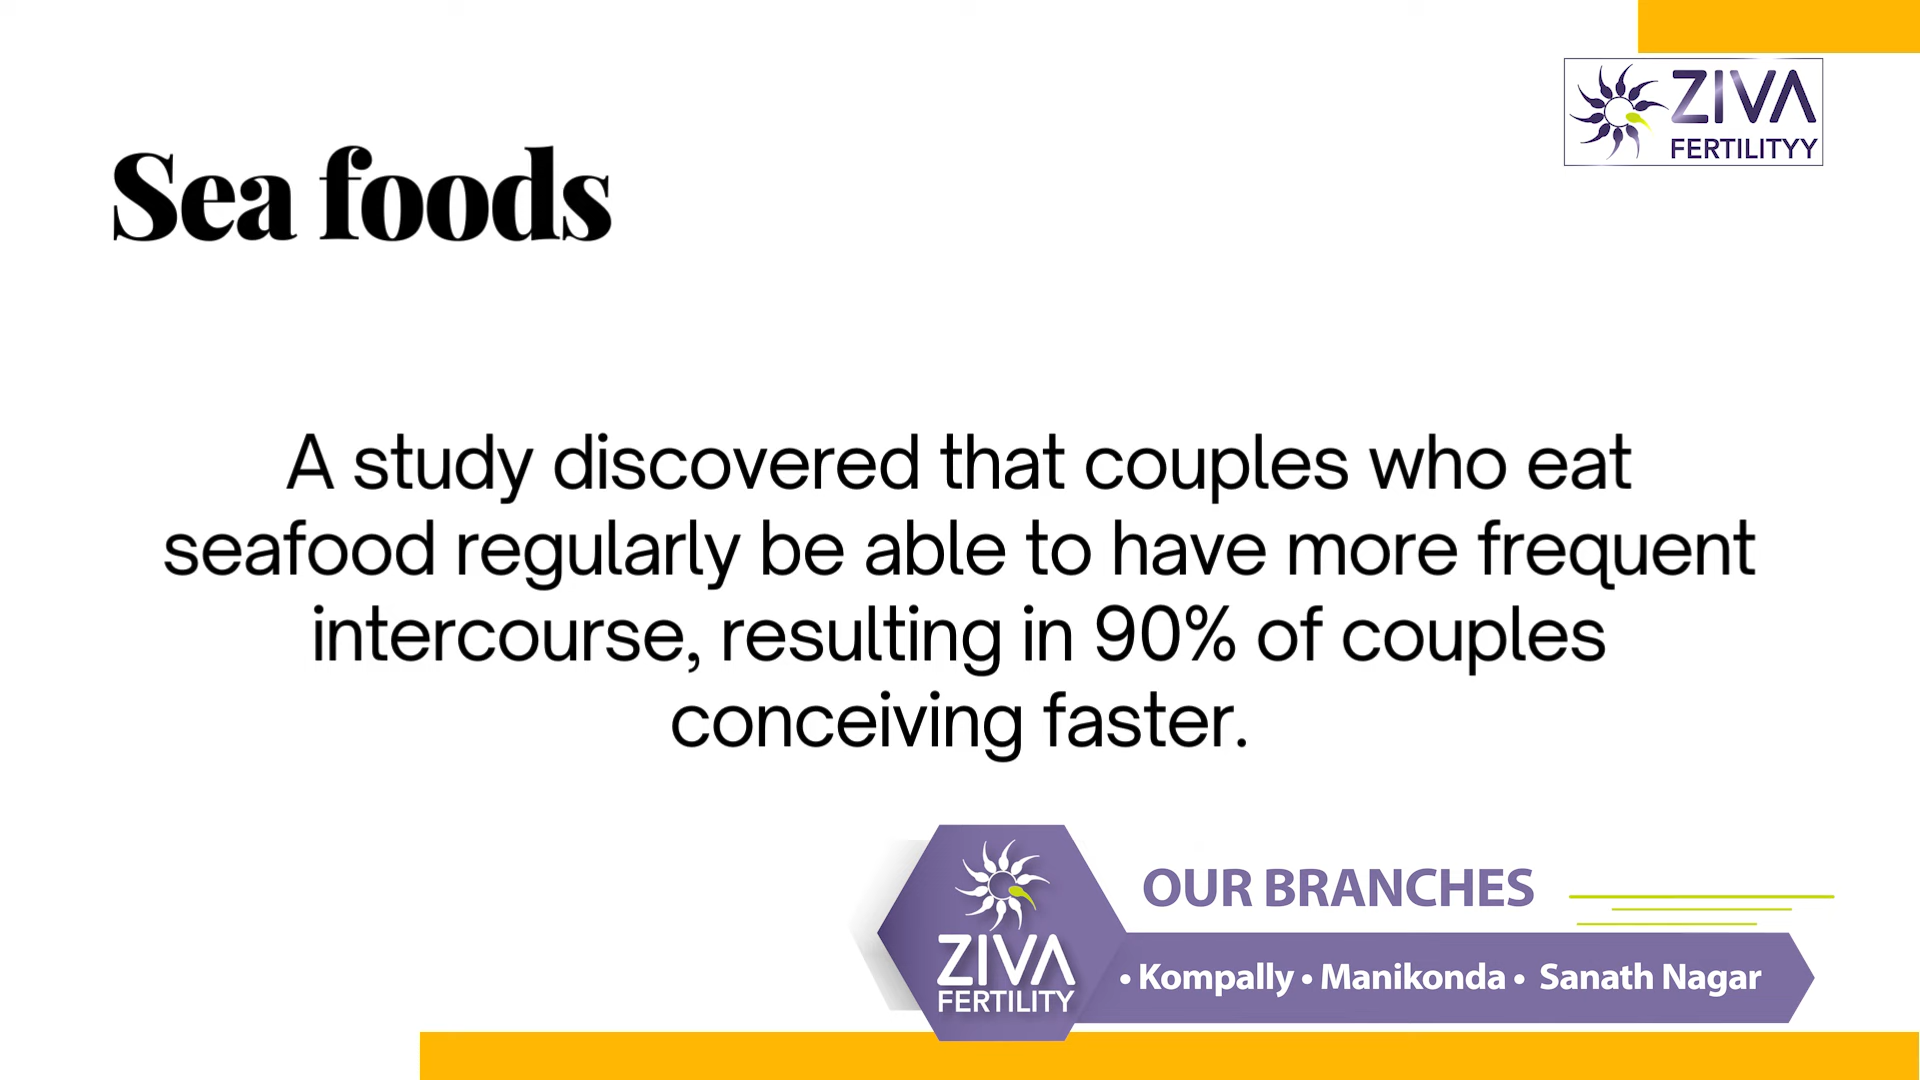 ZIVA
FERTILITYY
Sea foods
A study discovered that couples who eat
seafood regularly be able to have more frequent
intercourse, resulting in 90% of couples
conceiving faster.
ZIVA
FERTILITY
OUR BRANCHES
• Kompally • Manikonda • Sanath Nagar